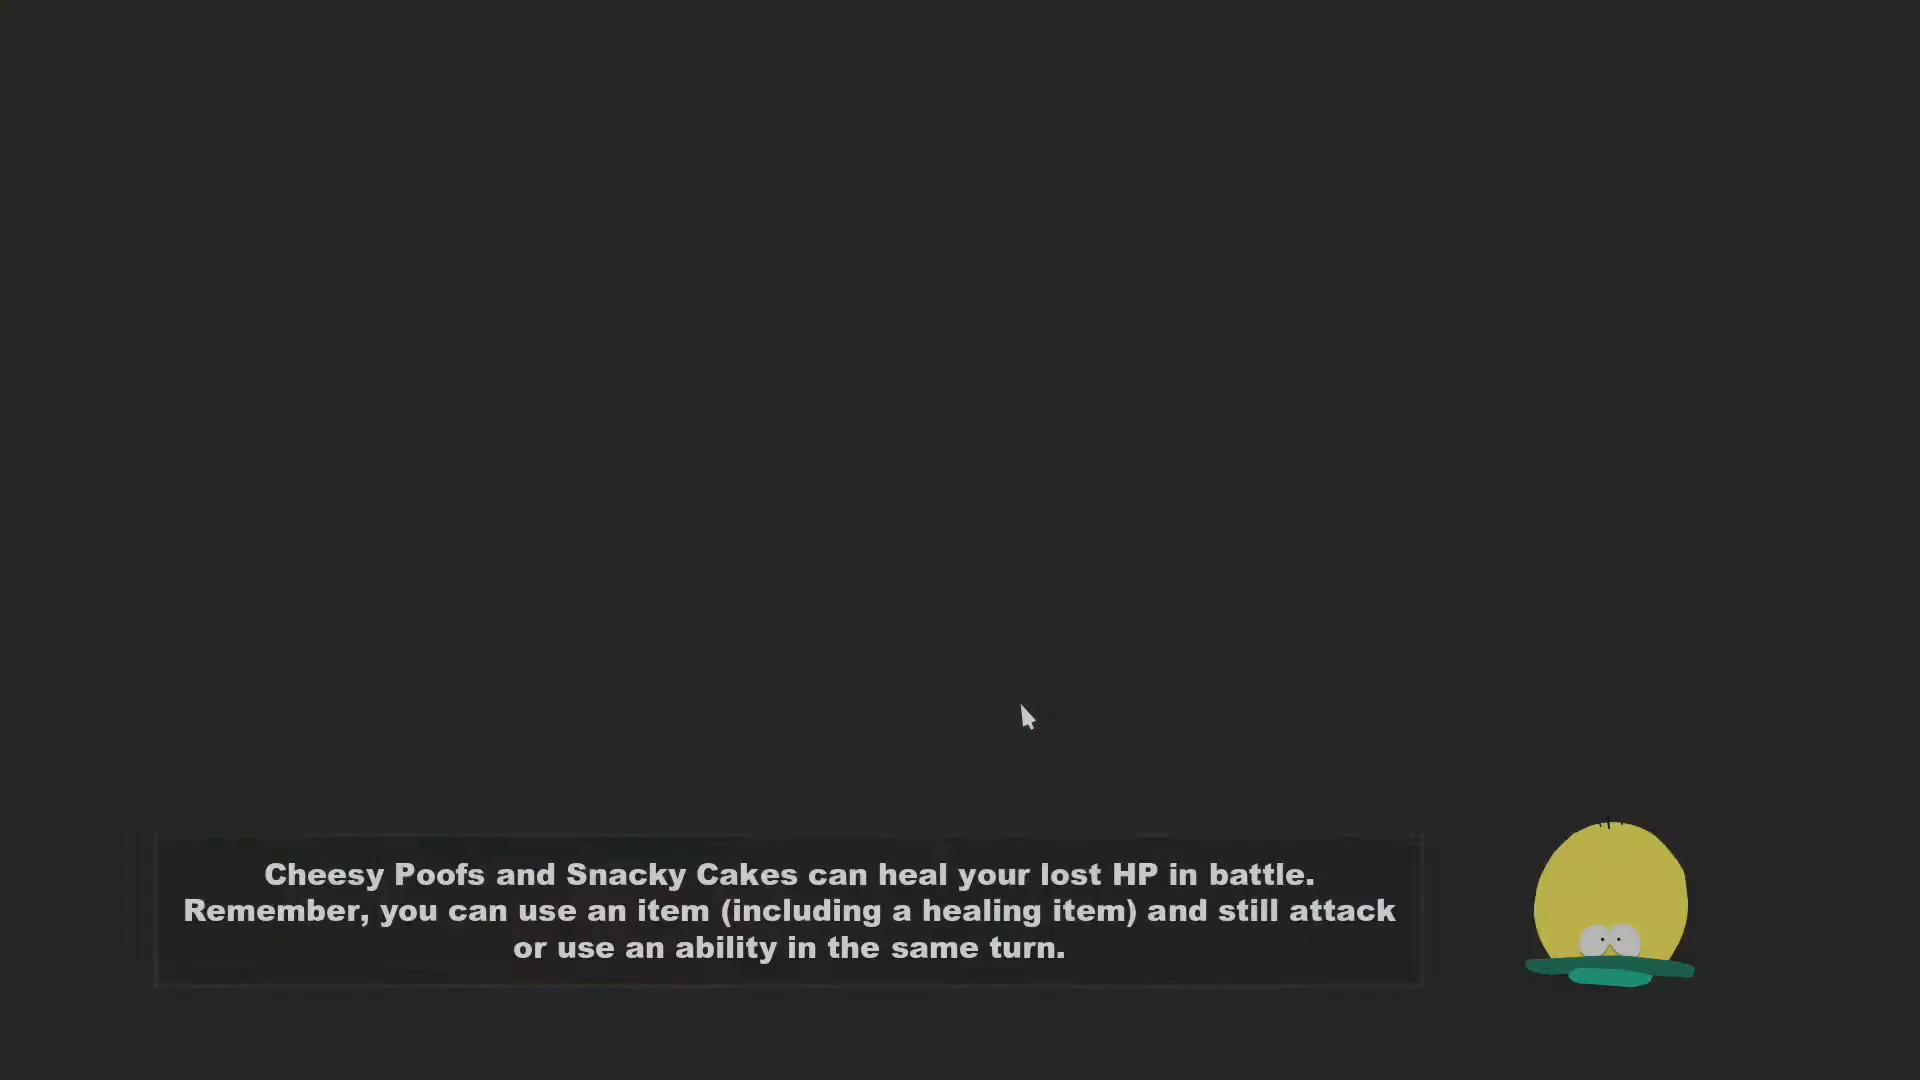 Cheesy Poofs and Snacky Cakes can heal your lost HP in battle.
Remember, you can use an item (including a healing item) and still attack
or use an ability in the same turn.